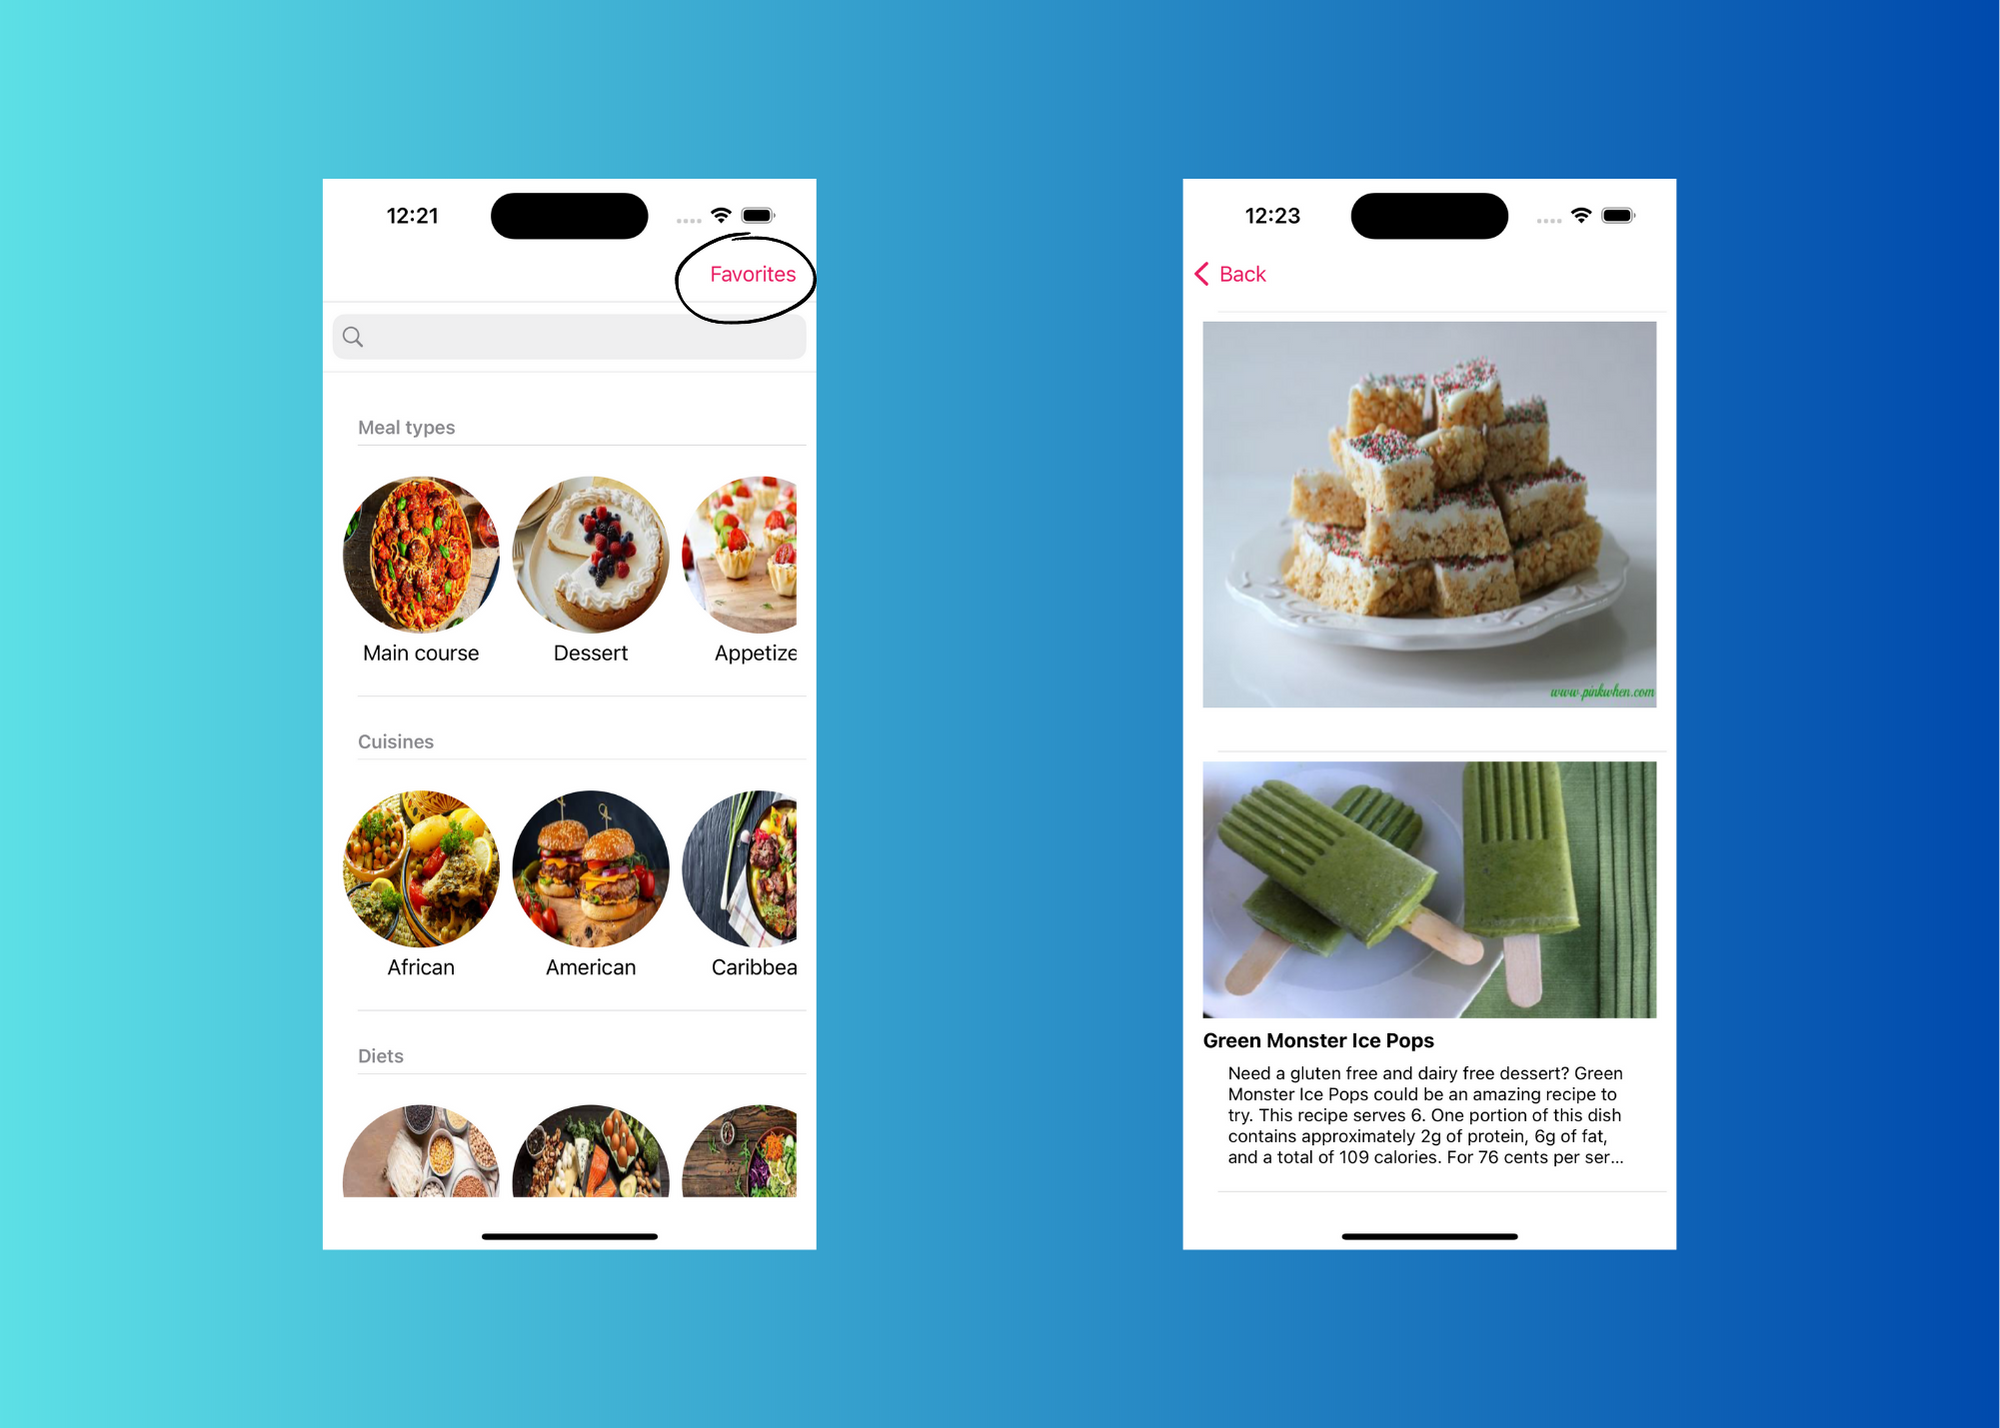 12:21
Favorites
Meal types
Main course
Dessert
Appetize
Cuisines
African
American
Caribbea
Diets
12:23
Back
www.pinkwhen.com
Green Monster Ice Pops
Need a gluten free and dairy free dessert? Green
Monster Ice Pops could be an amazing recipe to
try. This recipe serves 6. One portion of this dish
contains approximately 2g of protein, 6g of fat,
and a total of 109 calories. For 76 cents per ser...